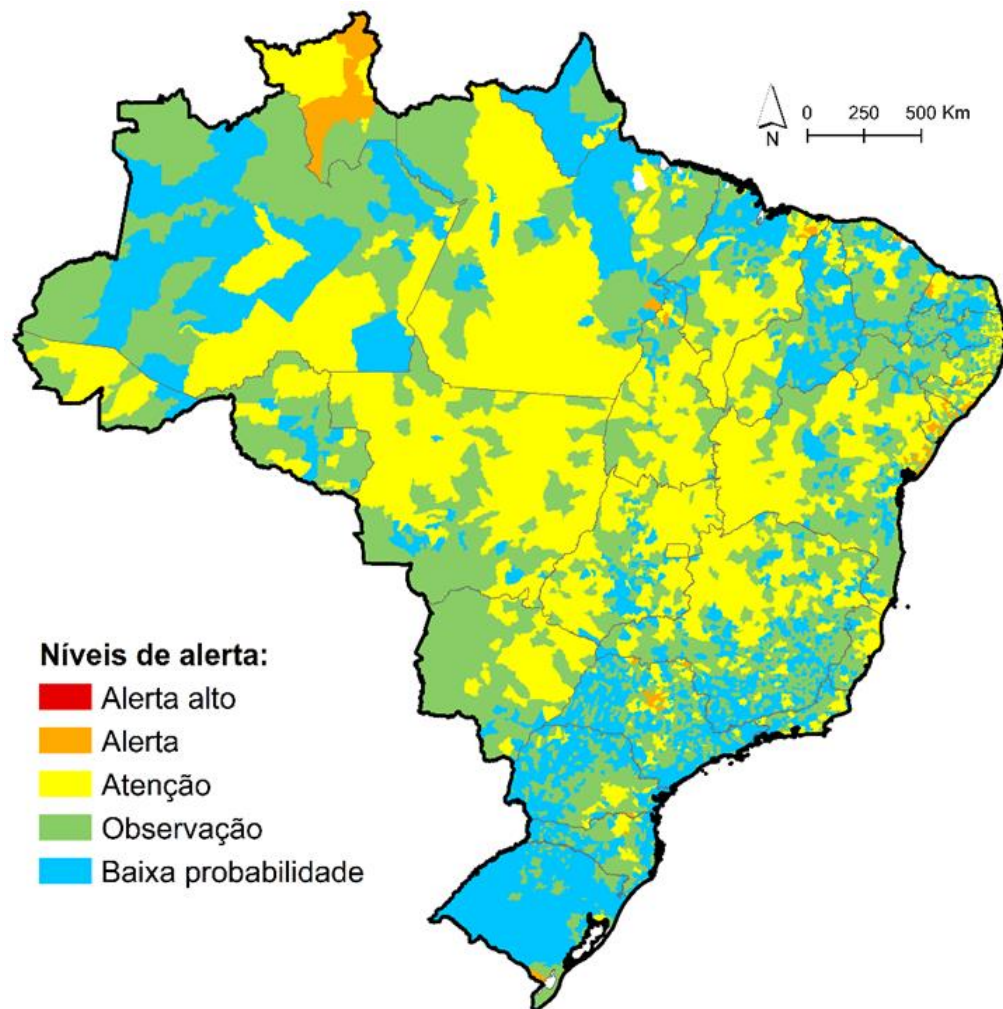 0 250 500 Km
N
Níveis de alerta:
Alerta alto
Alerta
Atenção
Observação
Baixa probabilidade